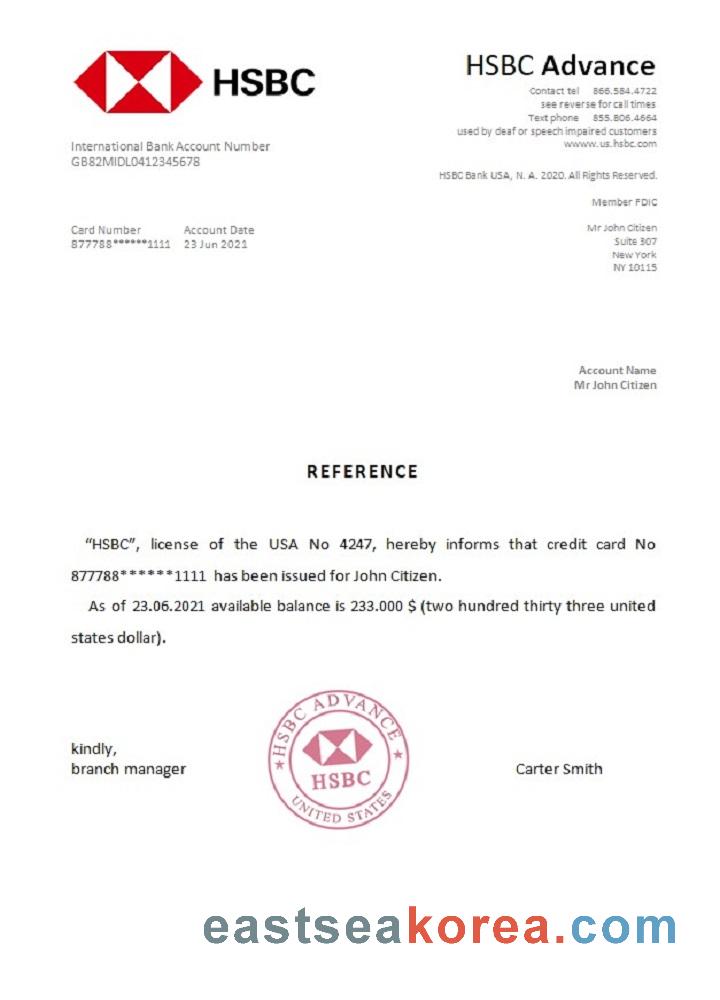 HSBC
HSBC Advance
Contact tel 866.584.4722
see reverse for call times
Text phone 855.806.4664
used by deaf or speech impaired customers
wwww.us.hsbc.com
International Bank Account Number
GB82MIDL0412345678
HSBC Bank USA, N. A. 2020. All Rights Reserved.
Member FDIC
Card Number Account Date
877788******1111 23 Jun 2021
Mr John Citizen
Suite 307
New York
NY 10115
Account Name
Mr John Citizen
REFERENCE
“HSBC”, license of the USA No 4247, hereby informs that credit card No
877788******1111 has been issued for John Citizen.
As of 23.06.2021 available balance is 233.000 $ (two hundred thirty three united
states dollar).
HSBC ADVANCE
HSBC
UNITED STATES
kindly,
branch manager
Carter Smith
eastseakorea.com